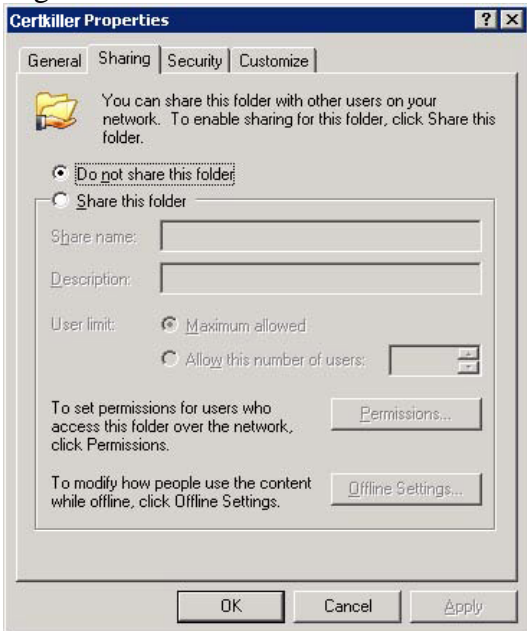 Certkiller Properties
General Sharing Security Customize
You can share this folder with other users on your
network. To enable sharing for this folder, click Share this
folder.
Do not share this folder
Share this folder
Share name:
Description:
User limit: Maximum allowed
Allow this number of users:
To set permissions for users who
access this folder over the network,
click Permissions.
Permissions...
To modify how people use the content
while offline, click Offline Settings.
Offline Settings...
OK Cancel Apply